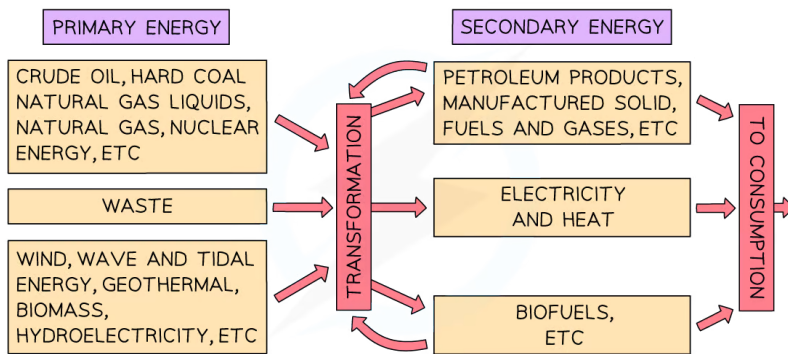 PRIMARY ENERGY
SECONDARY ENERGY
CRUDE OIL, HARD COAL
NATURAL GAS LIQUIDS,
NATURAL GAS, NUCLEAR
ENERGY, ETC
WASTE
WIND, WAVE AND TIDAL
ENERGY, GEOTHERMAL,
BIOMASS,
HYDROELECTRICITY, ETC
TRANSFORMATION
PETROLEUM PRODUCTS,
MANUFACTURED SOLID,
FUELS AND GASES, ETC
ELECTRICITY
AND HEAT
BIOFUELS,
ETC
TO CONSUMPTION